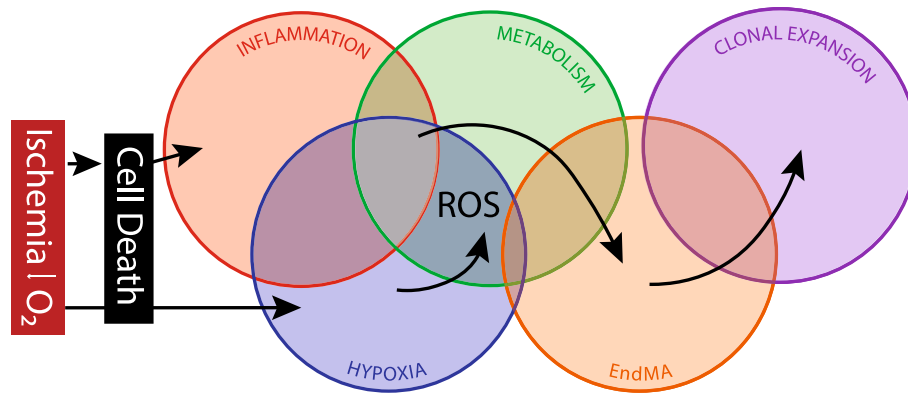 Ischemia | O₂
Cell Death
INFLAMMATION
METABOLISM
CLONAL EXPANSION
ROS
HYPOXIA
EndMA